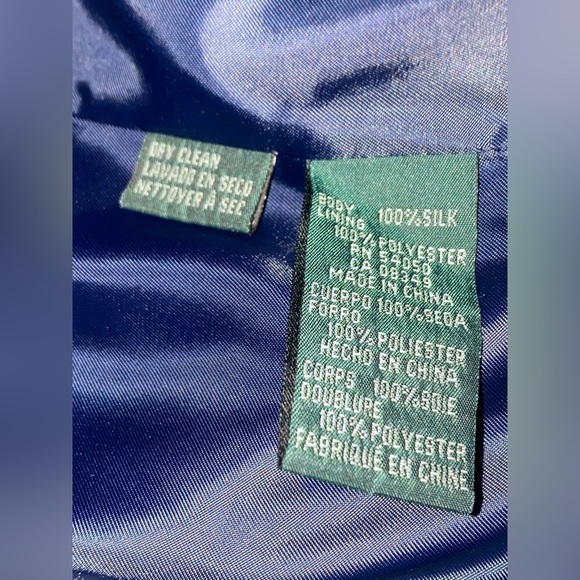 DRY CLEAN
LAVADO EN SECO
NETTOYER À SEC
BODY 100%SILK
LINING
100%POLYESTER
RN 54050
CA 08349
MADE IN CHINA
CUERPO 100%SEDA
FORRO
100%POLIESTER
HECHO EN CHINA
CORPS 100%SOIE
DOUBLURE
100%POLYESTER
FABRIQUÉ EN CHINE